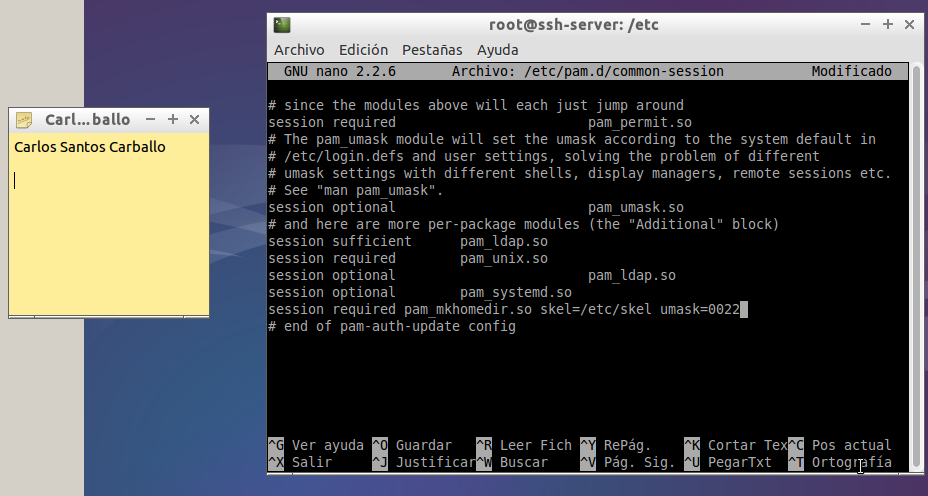 Carl...ballo
Carlos Santos Carballo
root@ssh-server: /etc
Archivo Edición Pestañas Ayuda
GNU nano 2.2.6 Archivo: /etc/pam.d/common-session Modificado
# since the modules above will each just jump around
session required pam_permit.so
# The pam_umask module will set the umask according to the system default in
# /etc/login.defs and user settings, solving the problem of different
# umask settings with different shells, display managers, remote sessions etc.
# See "man pam_umask".
session optional pam_umask.so
# and here are more per-package modules (the "Additional" block)
session sufficient pam_ldap.so
session required pam_unix.so
session optional pam_ldap.so
session optional pam_systemd.so
session required pam_mkhomedir.so skel=/etc/skel umask=0022
# end of pam-auth-update config
^G Ver ayuda ^O Guardar ^R Leer Fich ^Y RePág. ^K Cortar Tex^C Pos actual
^X Salir ^J Justificar^W Buscar ^V Pág. Sig. ^U PegarTxt ^T Ortografía